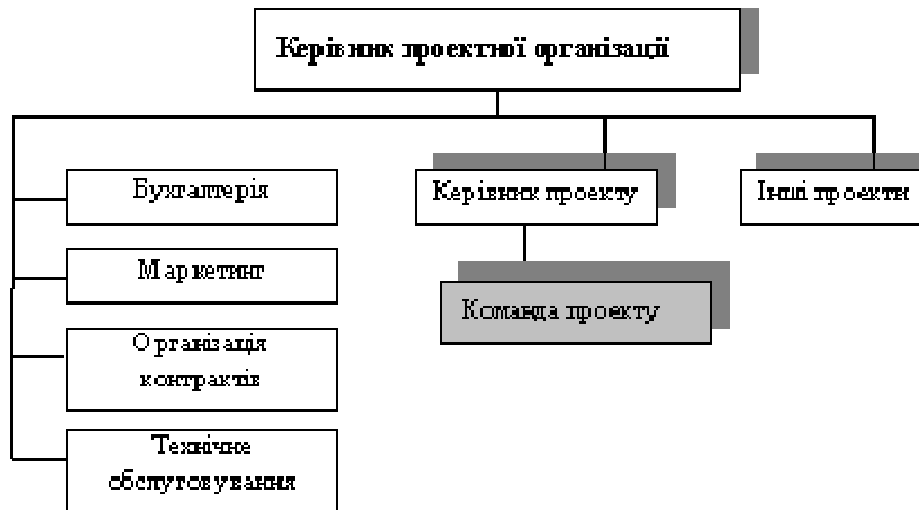 Керівник проектної організації
Бухгалтерія
Керівник проекту
Інші проекти
Маркетинг
Команда проекту
Організація
контрактів
Технічне
обслуговування